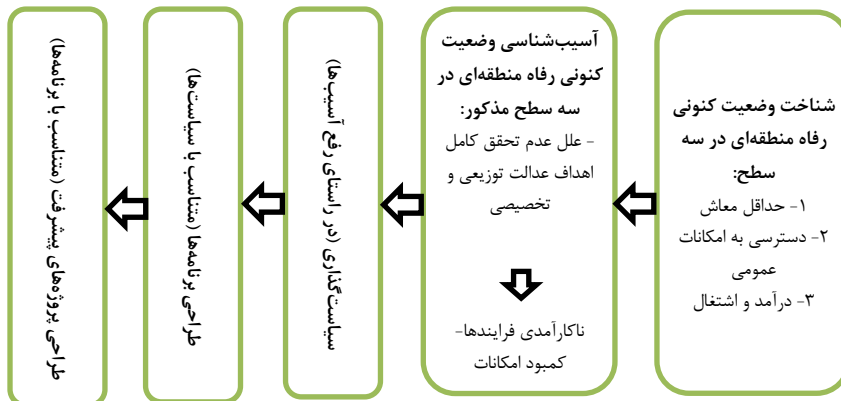 شناخت وضعیت کنونی
رفاه منطقه‌ای در سه
سطح:
۱- حداقل معاش
۲- دسترسی به امکانات
عمومی
۳- درآمد و اشتغال
آسیب‌شناسی وضعیت
کنونی رفاه منطقه‌ای در
سه سطح مذکور:
- علل عدم تحقق کامل
اهداف عدالت توزیعی و
تخصیصی
ناکارآمدی فرایندها-
کمبود امکانات
سیاست‌گذاری (در راستای رفع آسیب‌ها)
طراحی برنامه‌ها (متناسب با سیاست‌ها)
طراحی پروژه‌های پیشرفت (متناسب با برنامه‌ها)